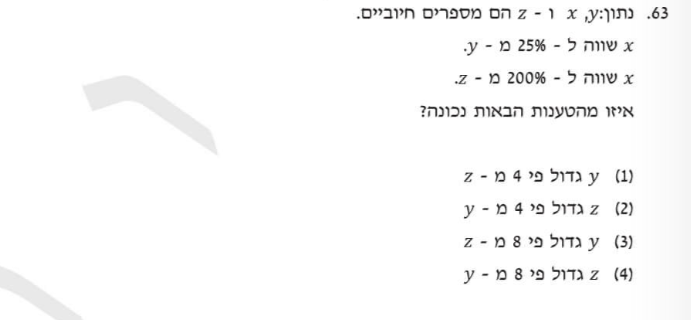 63. נתון: x ,y ו - z הם מספרים חיוביים.
x שווה ל - 25% מ - y.
x שווה ל - 200% מ - z.
איזו מהטענות הבאות נכונה?
(1) y גדול פי 4 מ - z
(2) z גדול פי 4 מ - y
(3) y גדול פי 8 מ - z
(4) z גדול פי 8 מ - y